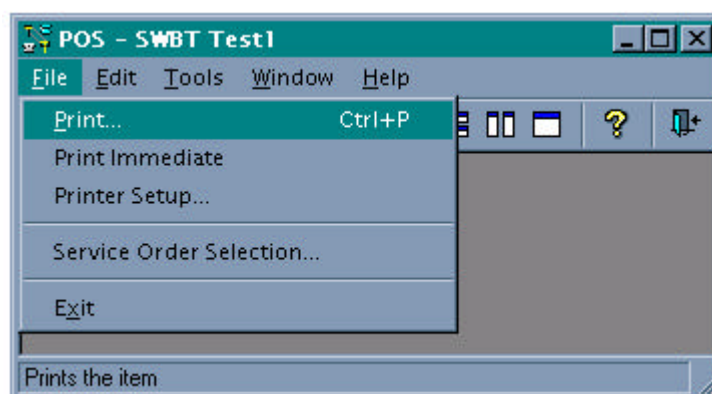 POS - SWBT Test1
File Edit Tools Window Help
Print... Ctrl+P
Print Immediate
Printer Setup...
Service Order Selection...
Exit
Prints the item